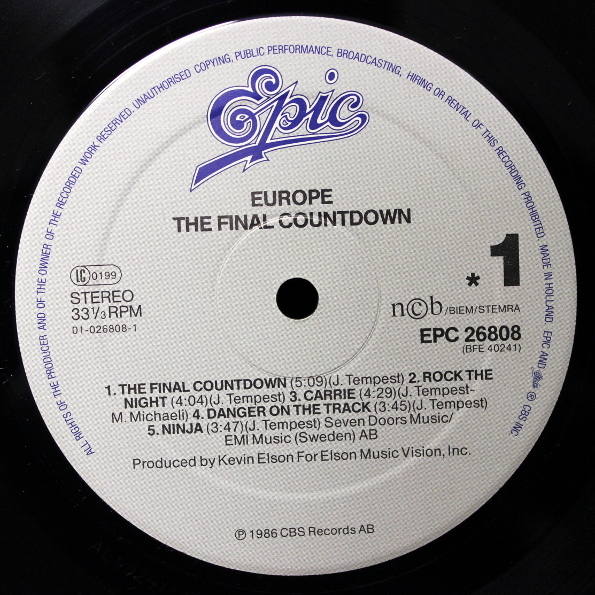 ALL RIGHTS OF THE PRODUCER AND OF THE OWNER OF THE RECORDED WORK RESERVED. UNAUTHORISED COPYING, PUBLIC PERFORMANCE, BROADCASTING, HIRING OR RENTAL OF THIS RECORDING PROHIBITED. MADE IN HOLLAND. EPIC AND Epic ℗ CBS INC.
Epic
EUROPE
THE FINAL COUNTDOWN
LC 0199
STEREO
33⅓ RPM
01-026808-1
* 1
n©b/BIEM/STEMRA
EPC 26808
(BFE 40241)
1. THE FINAL COUNTDOWN (5:09)(J. Tempest) 2. ROCK THE
NIGHT (4:04)(J. Tempest) 3. CARRIE (4:29)(J. Tempest-
M. Michaeli) 4. DANGER ON THE TRACK (3:45)(J. Tempest)
5. NINJA (3:47)(J. Tempest) Seven Doors Music/
EMI Music (Sweden) AB
Produced by Kevin Elson For Elson Music Vision, Inc.
℗ 1986 CBS Records AB